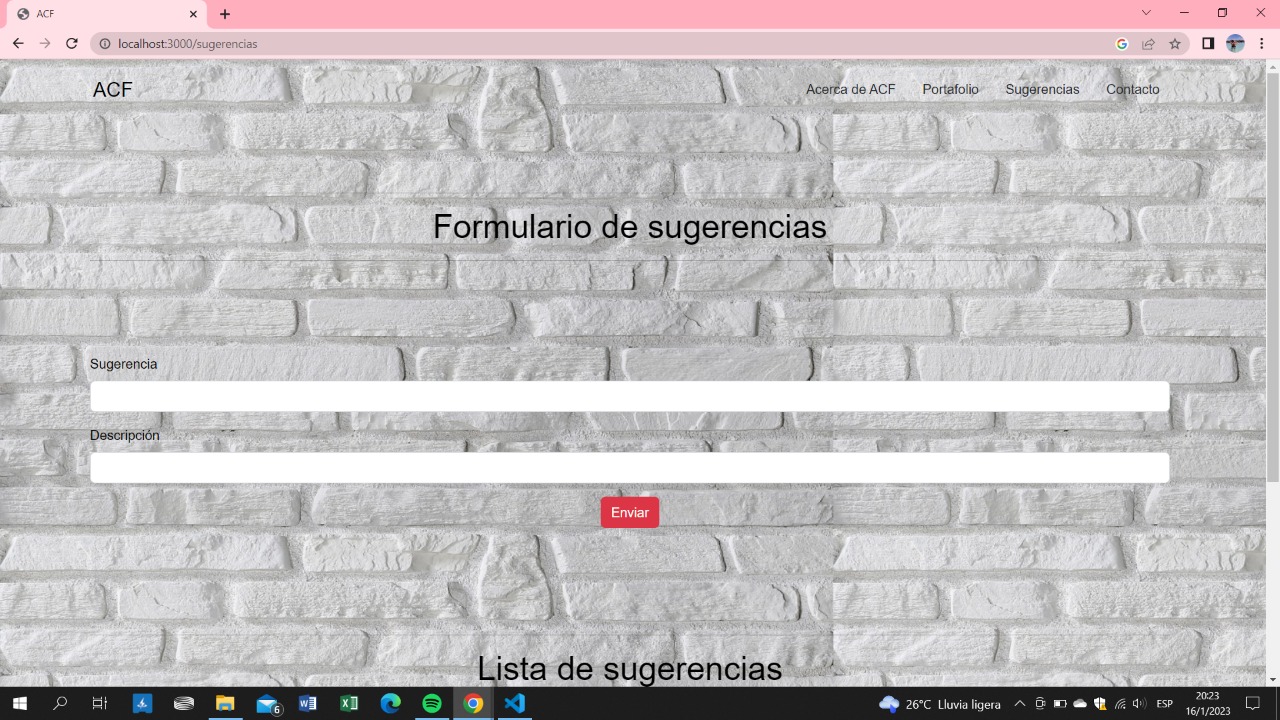 ACF
localhost:3000/sugerencias
ACF
Acerca de ACF Portafolio Sugerencias Contacto
Formulario de sugerencias
Sugerencia
Descripción
Enviar
Lista de sugerencias
6
26°C Lluvia ligera
ESP
20:23
16/1/2023